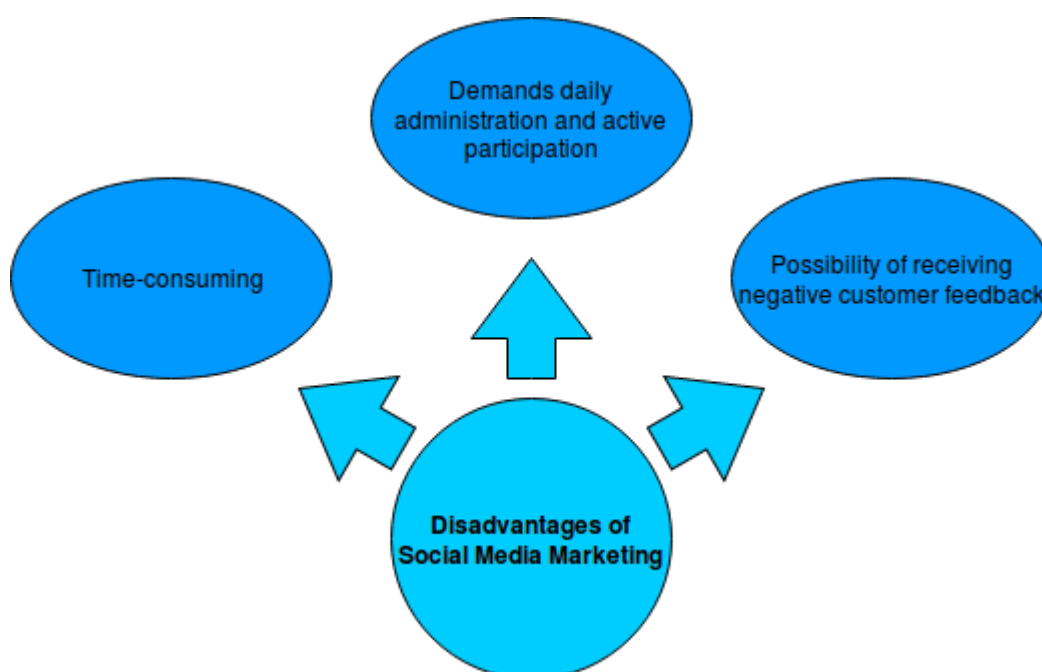 Demands daily
administration and active
participation
Time-consuming
Possibility of receiving
negative customer feedback
Disadvantages of
Social Media Marketing